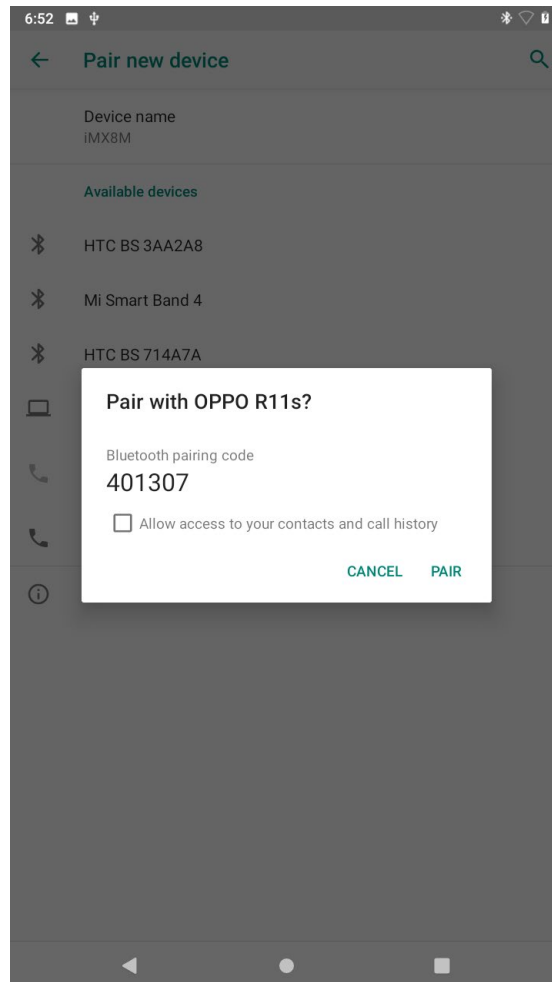 6:52
Pair new device
Device name
iMX8M
Available devices
HTC BS 3AA2A8
Mi Smart Band 4
HTC BS 714A7A
Pair with OPPO R11s?
Bluetooth pairing code
401307
Allow access to your contacts and call history
CANCEL PAIR